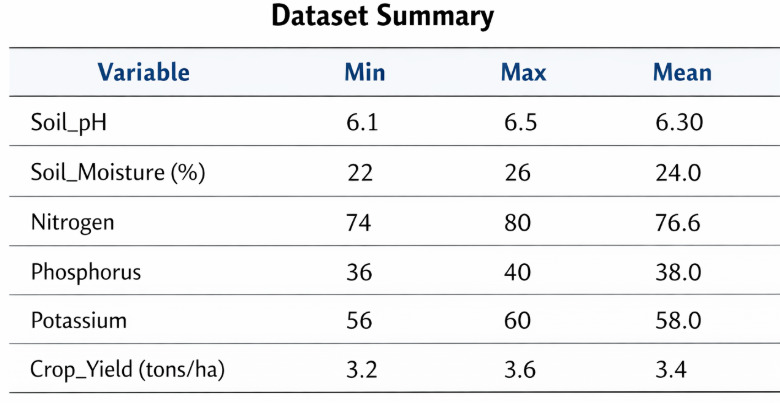 Dataset Summary
Variable Min Max Mean
Soil_pH 6.1 6.5 6.30
Soil_Moisture (%) 22 26 24.0
Nitrogen 74 80 76.6
Phosphorus 36 40 38.0
Potassium 56 60 58.0
Crop_Yield (tons/ha) 3.2 3.6 3.4